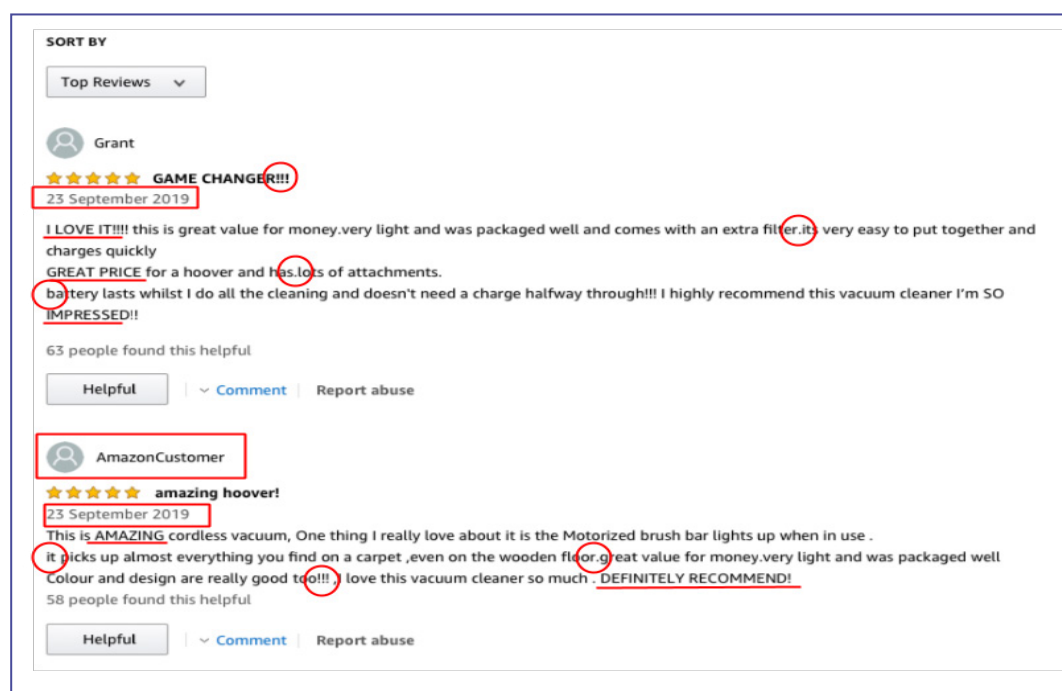 SORT BY
Top Reviews
Grant
GAME CHANGER!!!
23 September 2019
I LOVE IT!!!! this is great value for money.very light and was packaged well and comes with an extra filter.its very easy to put together and
charges quickly
GREAT PRICE for a hoover and has.lots of attachments.
battery lasts whilst I do all the cleaning and doesn't need a charge halfway through!!! I highly recommend this vacuum cleaner I'm SO
IMPRESSED!!
63 people found this helpful
Helpful Comment Report abuse
AmazonCustomer
amazing hoover!
23 September 2019
This is AMAZING cordless vacuum, One thing I really love about it is the Motorized brush bar lights up when in use .
it picks up almost everything you find on a carpet ,even on the wooden floor.great value for money.very light and was packaged well
Colour and design are really good too!!! ,I love this vacuum cleaner so much . DEFINITELY RECOMMEND!
58 people found this helpful
Helpful Comment Report abuse